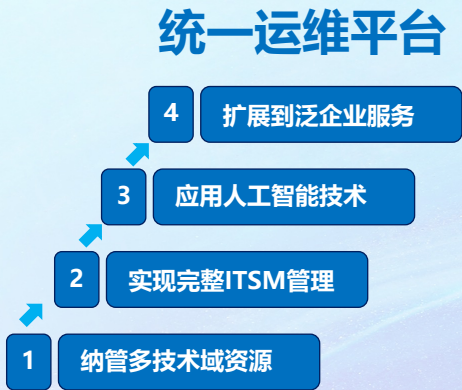 统一运维平台
4 扩展到泛企业服务
3 应用人工智能技术
2 实现完整ITSM管理
1 纳管多技术域资源